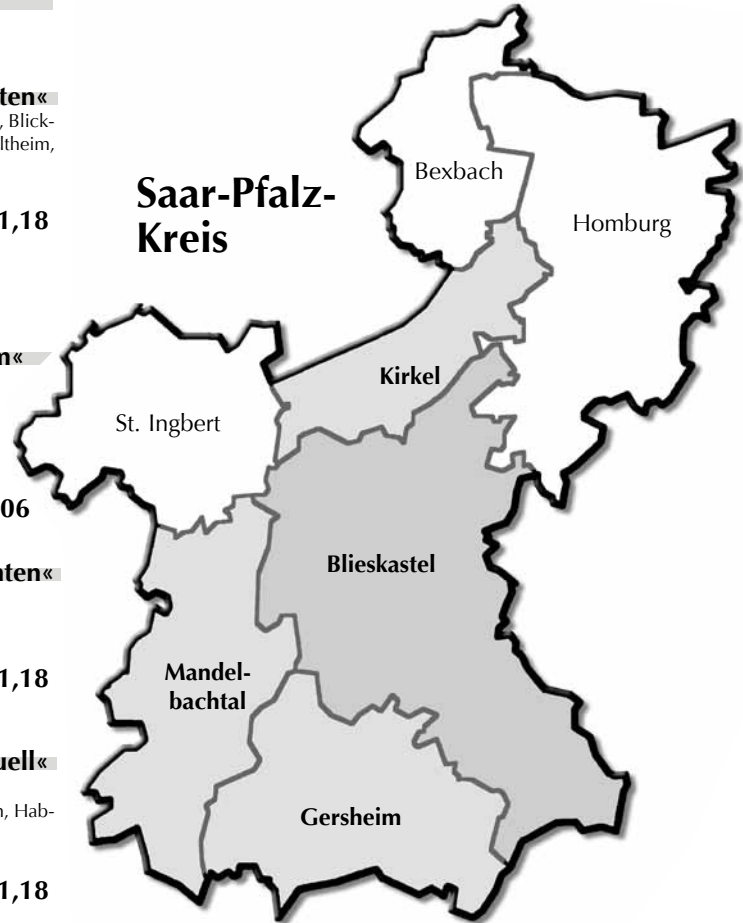 ten«
, Blick-
ltheim,
1,18
n«
06
nten«
1,18
uell«
n, Hab-
1,18
Saar-Pfalz-
Kreis
Bexbach
Homburg
Kirkel
St. Ingbert
Blieskastel
Mandel-
bachtal
Gersheim